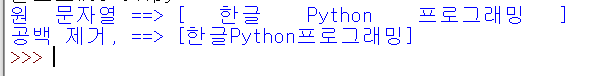 원  문자열 ==> [   한글    Python    프로그래밍   ]
공백 제거, ==> [한글Python프로그래밍]
>>>